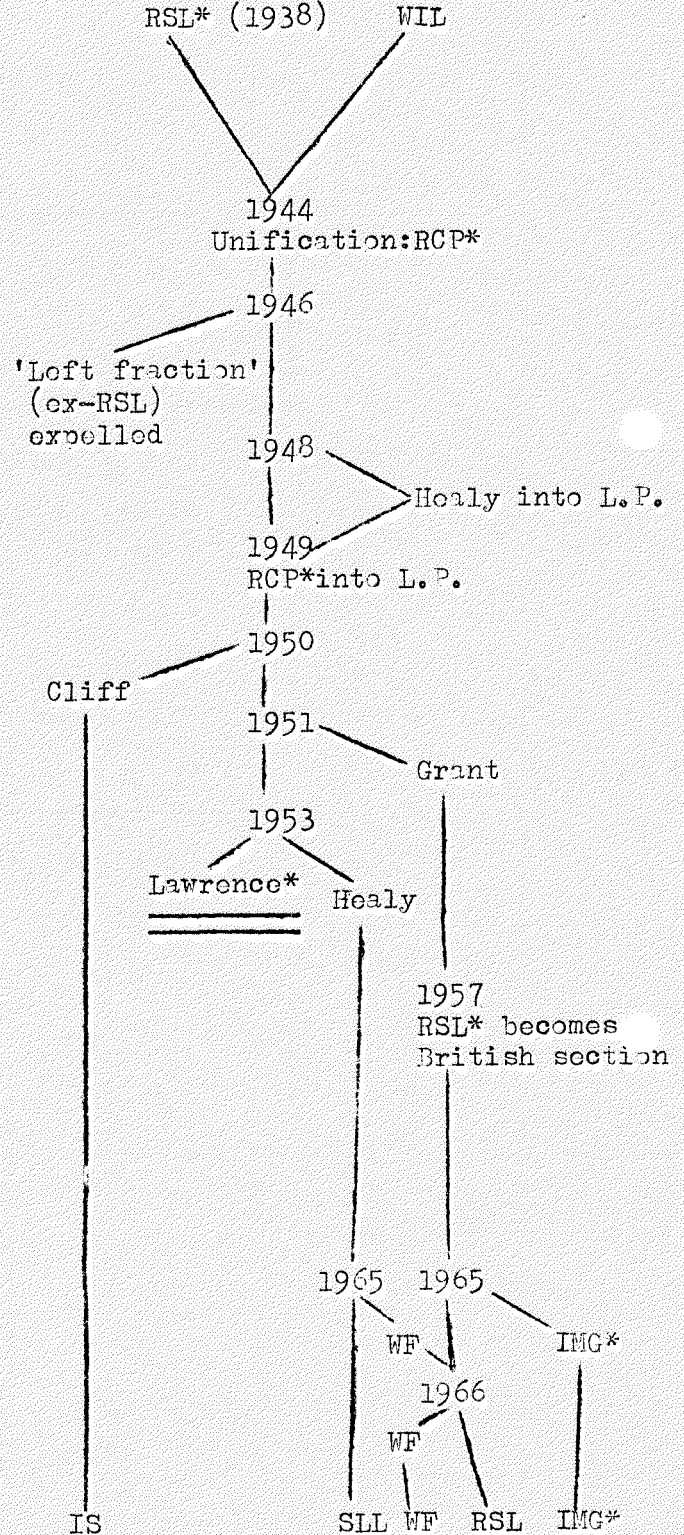 RSL* (1938) WIL
1944
Unification:RCP*
1946
'Left fraction'
(ex-RSL)
expelled
1948
Healy into L.P.
1949
RCP*into L.P.
1950
Cliff
1951
Grant
1953
Lawrence*
Healy
1957
RSL* becomes
British section
1965 1965
WF IMG*
1966
WF
IS SLL WF RSL IMG*